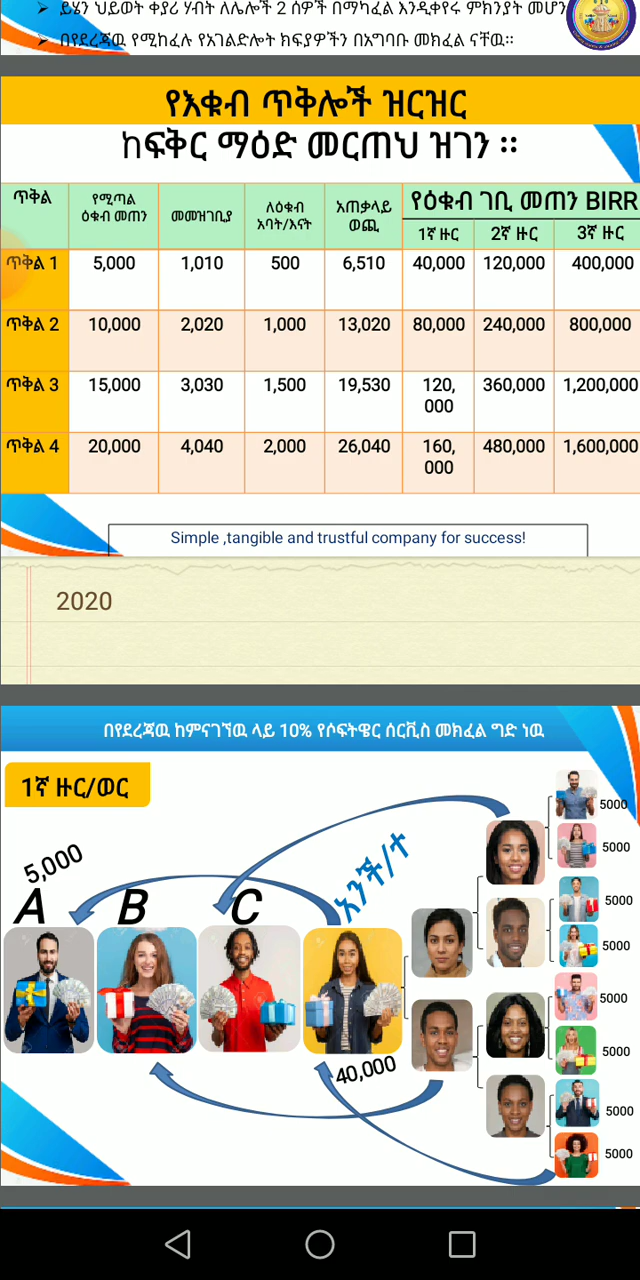 ➢ ይሄን ህይወት ቀያሪ ሃብት ለሌሎች 2 ሰዎች በማካፈል እንዲቀየሩ ምክንያት መሆን
➢ በየደረጃዉ የሚከፈሉ የአገልድሎት ክፍያዎችን በአግባቡ መክፈል ናቸዉ።
የእቁብ ጥቅሎች ዝርዝር
ከፍቅር ማዕድ መርጠህ ዝገን ።
ጥቅል የሚጣል ዕቁብ መጠን መመዝገቢያ ለዕቁብ አባት/እናት አጠቃላይ ወጪ የዕቁብ ገቢ መጠን BIRR
1ኛ ዙር 2ኛ ዙር 3ኛ ዙር
ጥቅል 1 5,000 1,010 500 6,510 40,000 120,000 400,000
ጥቅል 2 10,000 2,020 1,000 13,020 80,000 240,000 800,000
ጥቅል 3 15,000 3,030 1,500 19,530 120,000 360,000 1,200,000
ጥቅል 4 20,000 4,040 2,000 26,040 160,000 480,000 1,600,000
Simple ,tangible and trustful company for success!
2020
በየደረጃዉ ከምናገኘዉ ላይ 10% የሶፍትዌር ሰርቪስ መክፈል ግድ ነዉ
1ኛ ዙር/ወር
5,000
A B C አንች/ተ
40,000
5000
5000
5000
5000
5000
5000
5000
5000